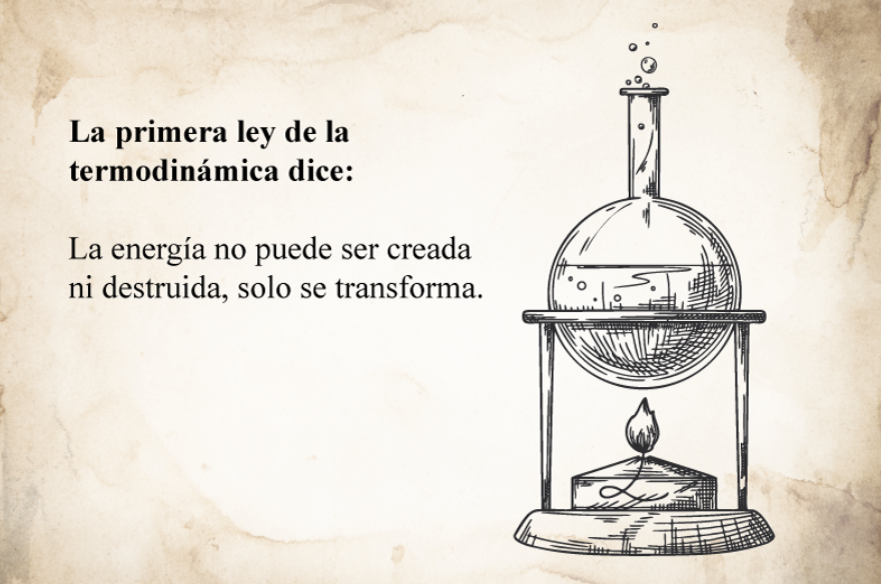 La primera ley de la
termodinámica dice:
La energía no puede ser creada
ni destruida, solo se transforma.